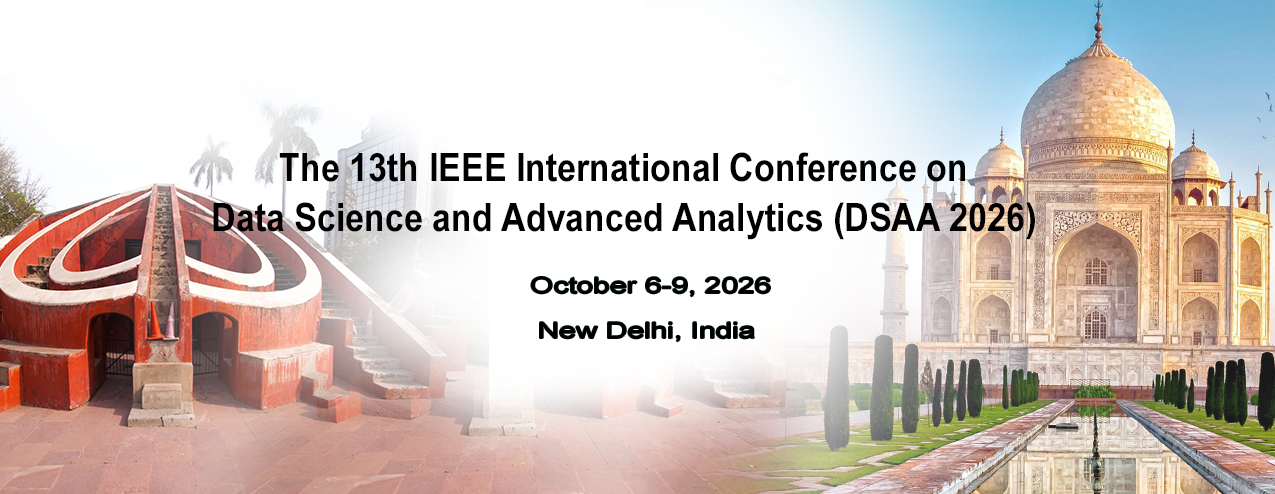 The 13th IEEE International Conference on
Data Science and Advanced Analytics (DSAA 2026)
October 6-9, 2026
New Delhi, India